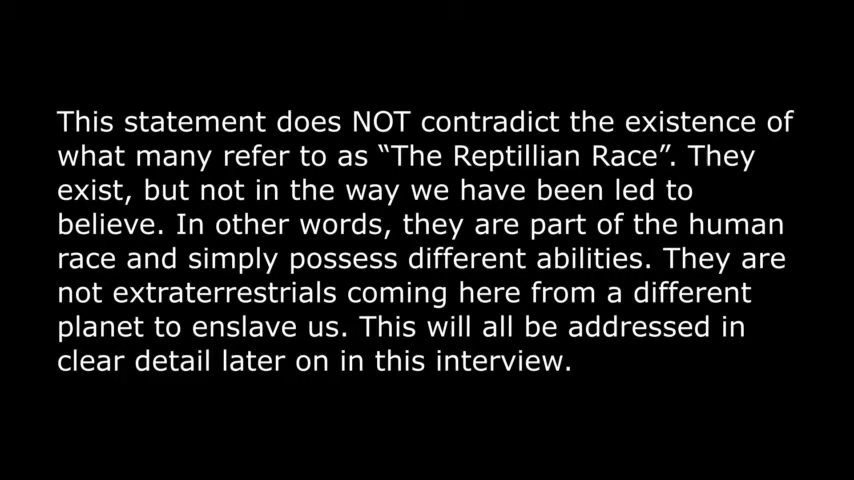 This statement does NOT contradict the existence of
what many refer to as “The Reptillian Race”. They
exist, but not in the way we have been led to
believe. In other words, they are part of the human
race and simply possess different abilities. They are
not extraterrestrials coming here from a different
planet to enslave us. This will all be addressed in
clear detail later on in this interview.